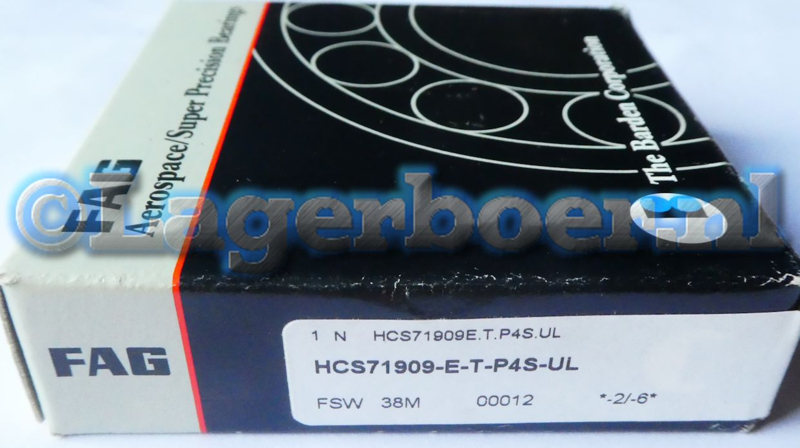 FAG
Aerospace/Super Precision Bearings
The Barden Corporation
©Lagerboer.nl
FAG
1 N HCS71909E.T.P4S.UL
HCS71909-E-T-P4S-UL
FSW 38M 00012 *-2/-6*